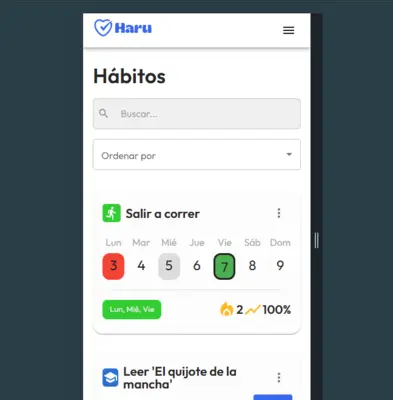 Haru
Hábitos
Buscar...
Ordenar por
Salir a correr
Lun Mar Mié Jue Vie Sáb Dom
3 4 5 6 7 8 9
Lun, Mié, Vie
2 100%
Leer 'El quijote de la
mancha'